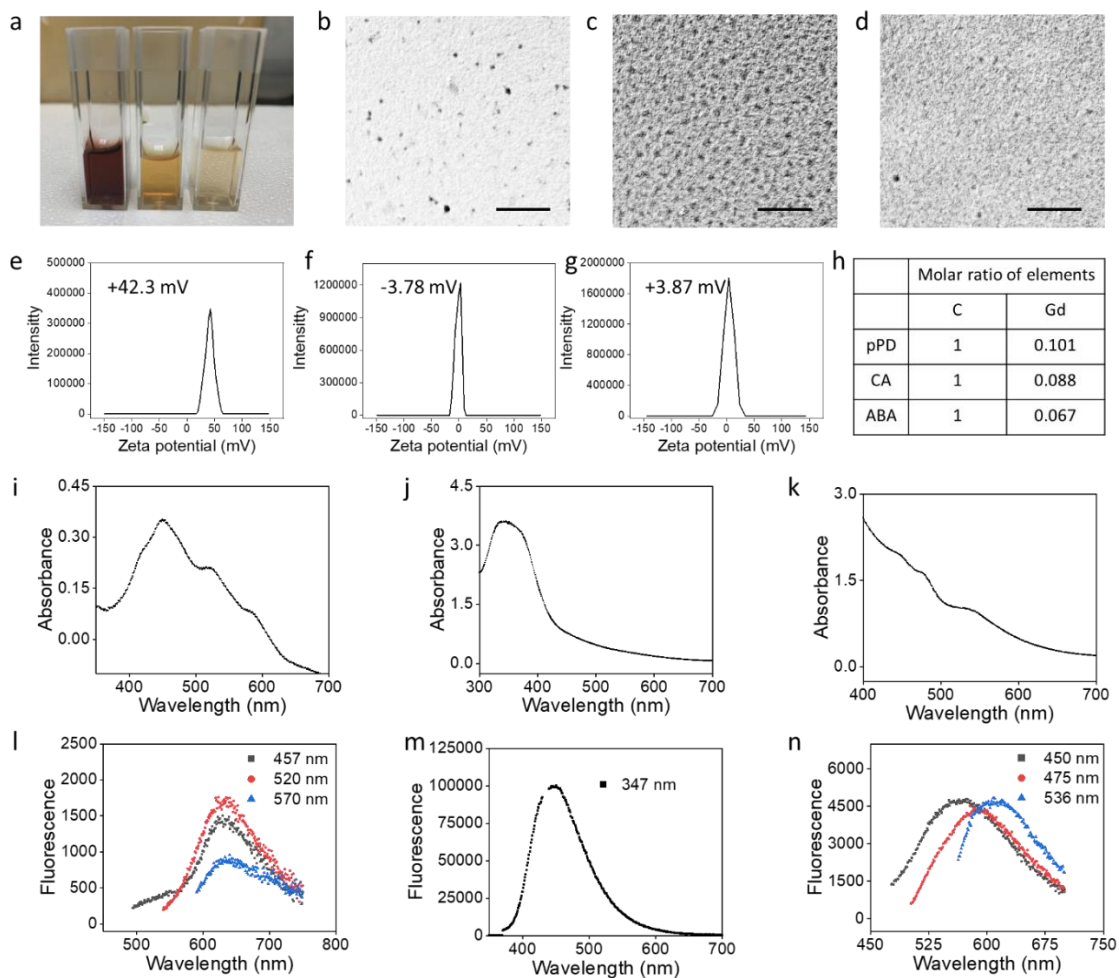 a
b
c
d
e
500000
400000
300000
200000
100000
0
Intensitty
+42.3 mV
-150 -100 -50 0 50 100 150
Zeta potential (mV)
f
1200000
900000
600000
300000
0
Intensitty
-3.78 mV
-150 -100 -50 0 50 100 150
Zeta potential (mV)
g
2000000
1600000
1200000
800000
400000
0
Intensitty
+3.87 mV
-150 -100 -50 0 50 100 150
Zeta potential (mV)
h
Molar ratio of elements
C Gd
pPD 1 0.101
CA 1 0.088
ABA 1 0.067
i
0.45
0.30
0.15
0.00
Absorbance
400 500 600 700
Wavelength (nm)
j
4.5
3.0
1.5
0.0
Absorbance
300 400 500 600 700
Wavelength (nm)
k
3.0
1.5
0.0
Absorbance
400 500 600 700
Wavelength (nm)
l
2500
2000
1500
1000
500
0
Fluorescence
457 nm
520 nm
570 nm
400 500 600 700 800
Wavelength (nm)
m
125000
100000
75000
50000
25000
0
Fluorescence
347 nm
400 500 600 700
Wavelength (nm)
n
6000
4500
3000
1500
0
Fluorescence
450 nm
475 nm
536 nm
450 525 600 675 750
Wavelength (nm)